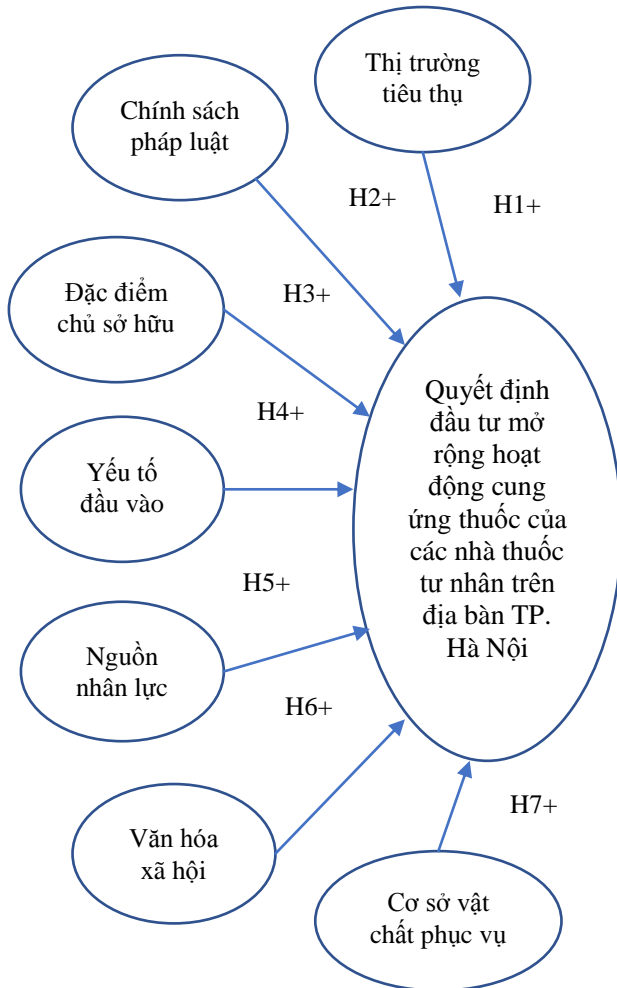 Thị trường
tiêu thụ
Chính sách
pháp luật
H2+
H1+
Đặc điểm
chủ sở hữu
H3+
Quyết định
đầu tư mở
rộng hoạt
động cung
ứng thuốc của
các nhà thuốc
tư nhân trên
địa bàn TP.
Hà Nội
H4+
Yếu tố
đầu vào
H5+
Nguồn
nhân lực
H6+
Văn hóa
xã hội
H7+
Cơ sở vật
chất phục vụ